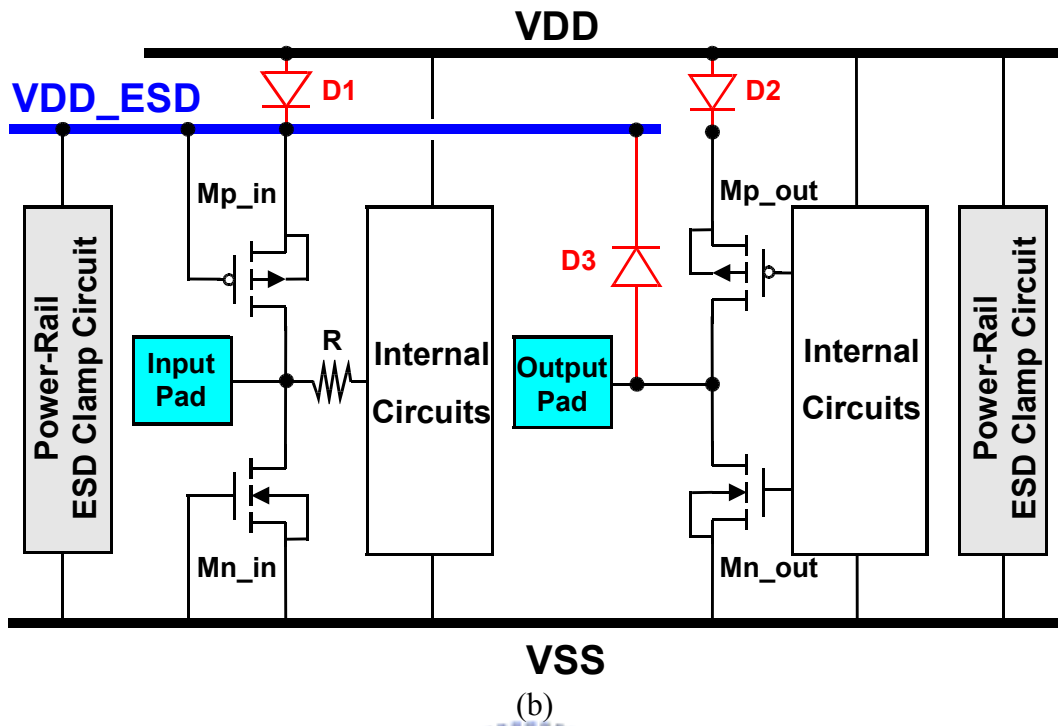 VDD
VDD_ESD
D1
D2
Mp_in
Mp_out
D3
Power-Rail
ESD Clamp Circuit
Input
Pad
R
Internal
Circuits
Output
Pad
Internal
Circuits
Power-Rail
ESD Clamp Circuit
Mn_in
Mn_out
VSS
(b)